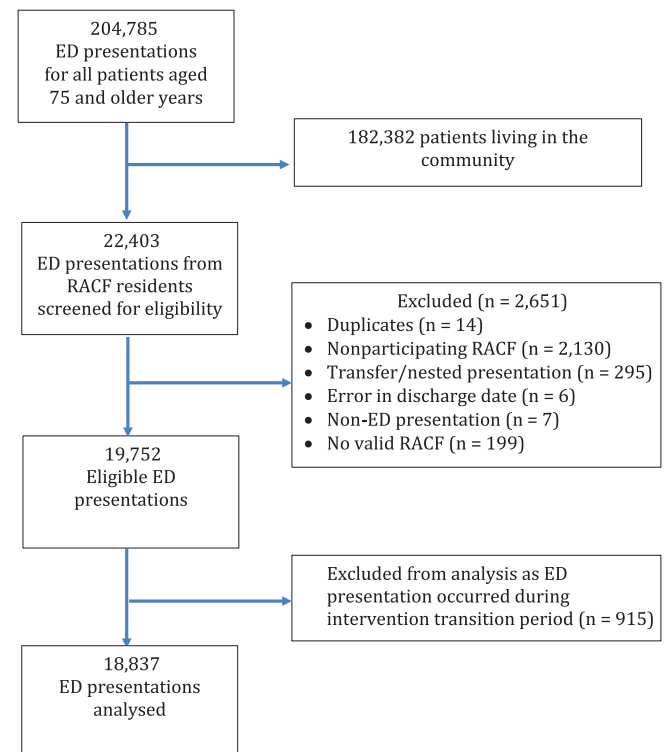 204,785
ED presentations
for all patients aged
75 and older years
182,382 patients living in the
community
22,403
ED presentations from
RACF residents
screened for eligibility
Excluded (n = 2,651)
• Duplicates (n = 14)
• Nonparticipating RACF (n = 2,130)
• Transfer/nested presentation (n = 295)
• Error in discharge date (n = 6)
• Non-ED presentation (n = 7)
• No valid RACF (n = 199)
19,752
Eligible ED
presentations
Excluded from analysis as ED
presentation occurred during
intervention transition period (n = 915)
18,837
ED presentations
analysed